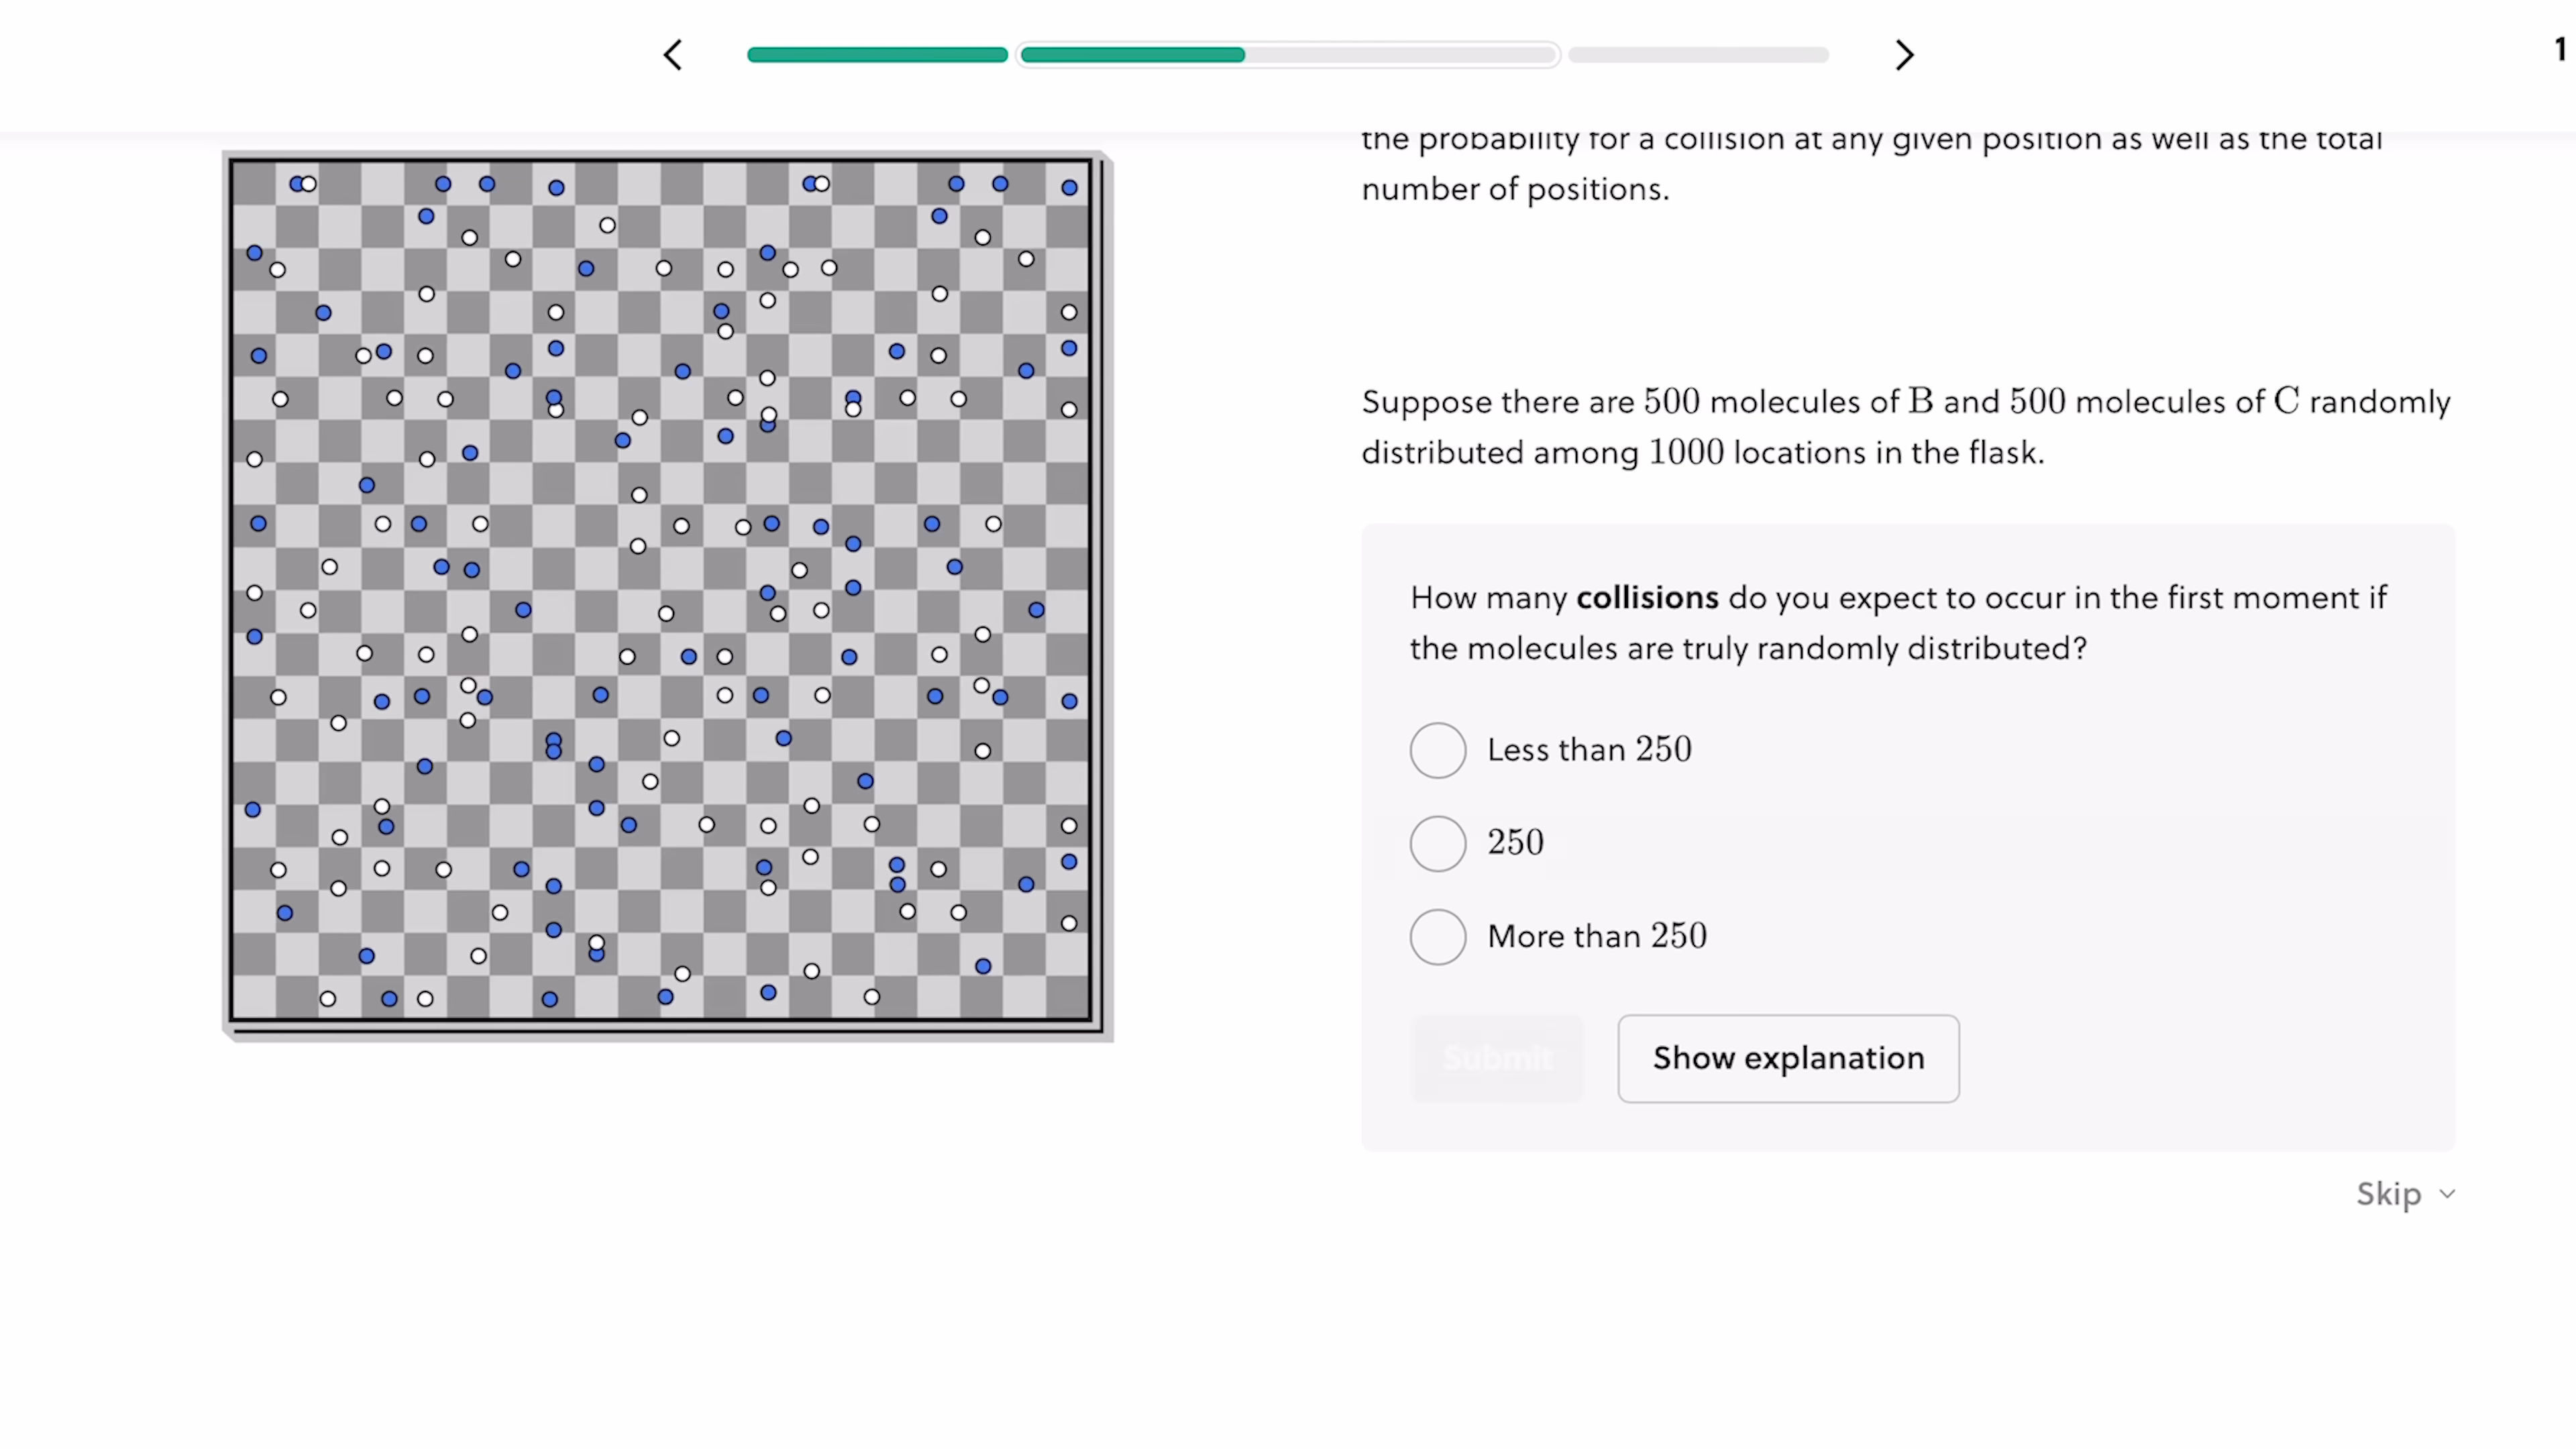 1
the probability for a collision at any given position as well as the total
number of positions.
Suppose there are 500 molecules of B and 500 molecules of C randomly
distributed among 1000 locations in the flask.
How many collisions do you expect to occur in the first moment if
the molecules are truly randomly distributed?
Less than 250
250
More than 250
Submit
Show explanation
Skip